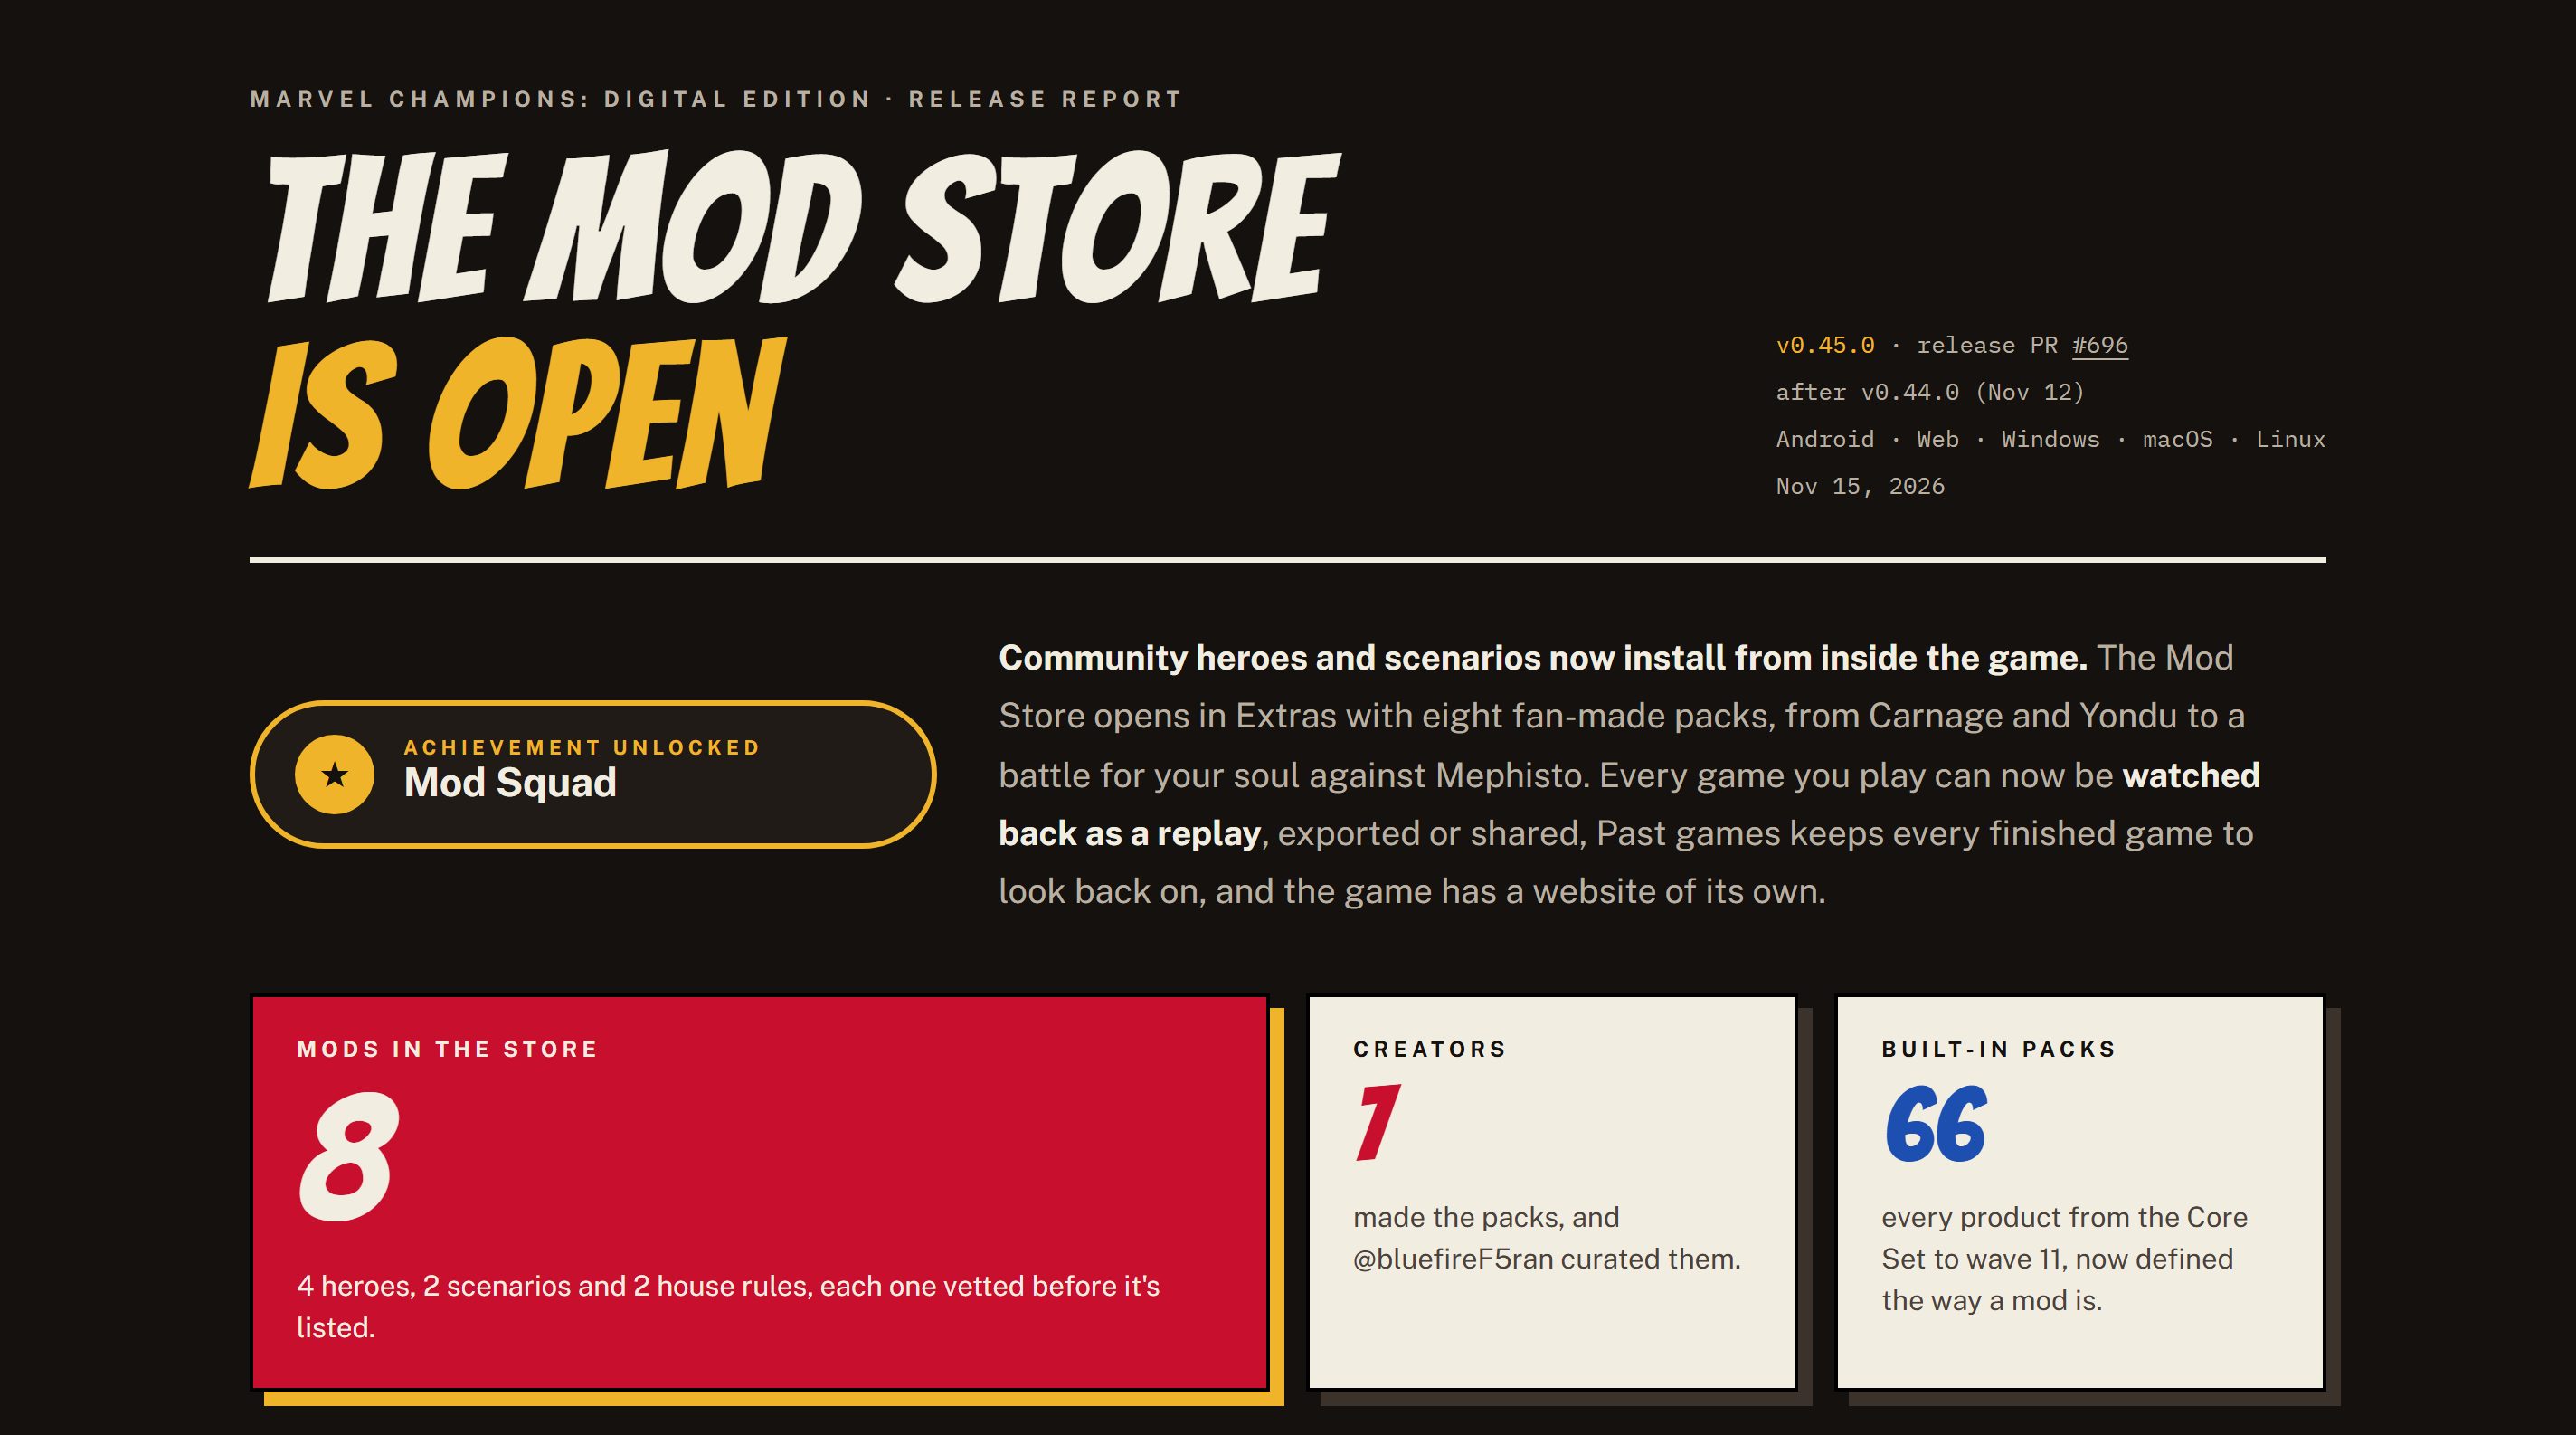 MARVEL CHAMPIONS: DIGITAL EDITION · RELEASE REPORT
THE MOD STORE
IS OPEN
v0.45.0 · release PR #696
after v0.44.0 (Nov 12)
Android · Web · Windows · macOS · Linux
Nov 15, 2026
ACHIEVEMENT UNLOCKED
Mod Squad
Community heroes and scenarios now install from inside the game. The Mod
Store opens in Extras with eight fan-made packs, from Carnage and Yondu to a
battle for your soul against Mephisto. Every game you play can now be watched
back as a replay, exported or shared, Past games keeps every finished game to
look back on, and the game has a website of its own.
MODS IN THE STORE
8
4 heroes, 2 scenarios and 2 house rules, each one vetted before it's
listed.
CREATORS
7
made the packs, and
@bluefireF5ran curated them.
BUILT-IN PACKS
66
every product from the Core
Set to wave 11, now defined
the way a mod is.